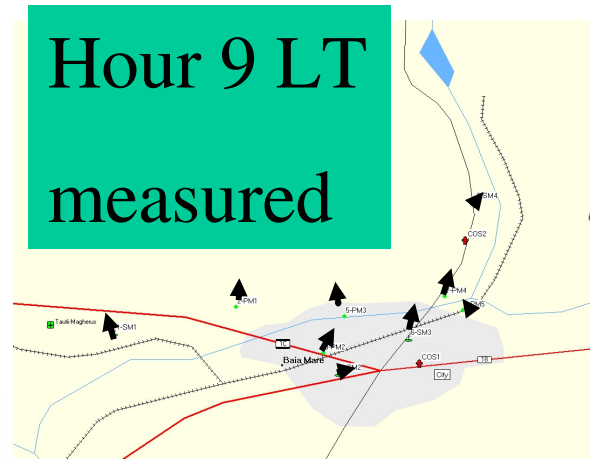 Hour 9 LT
measured
SM4
COS2
-PM4
2-PM1
5-PM3
Tautii-Magherus
-SM1
-SM3
1C
-PM2
Baia Mare
COS1
18
City